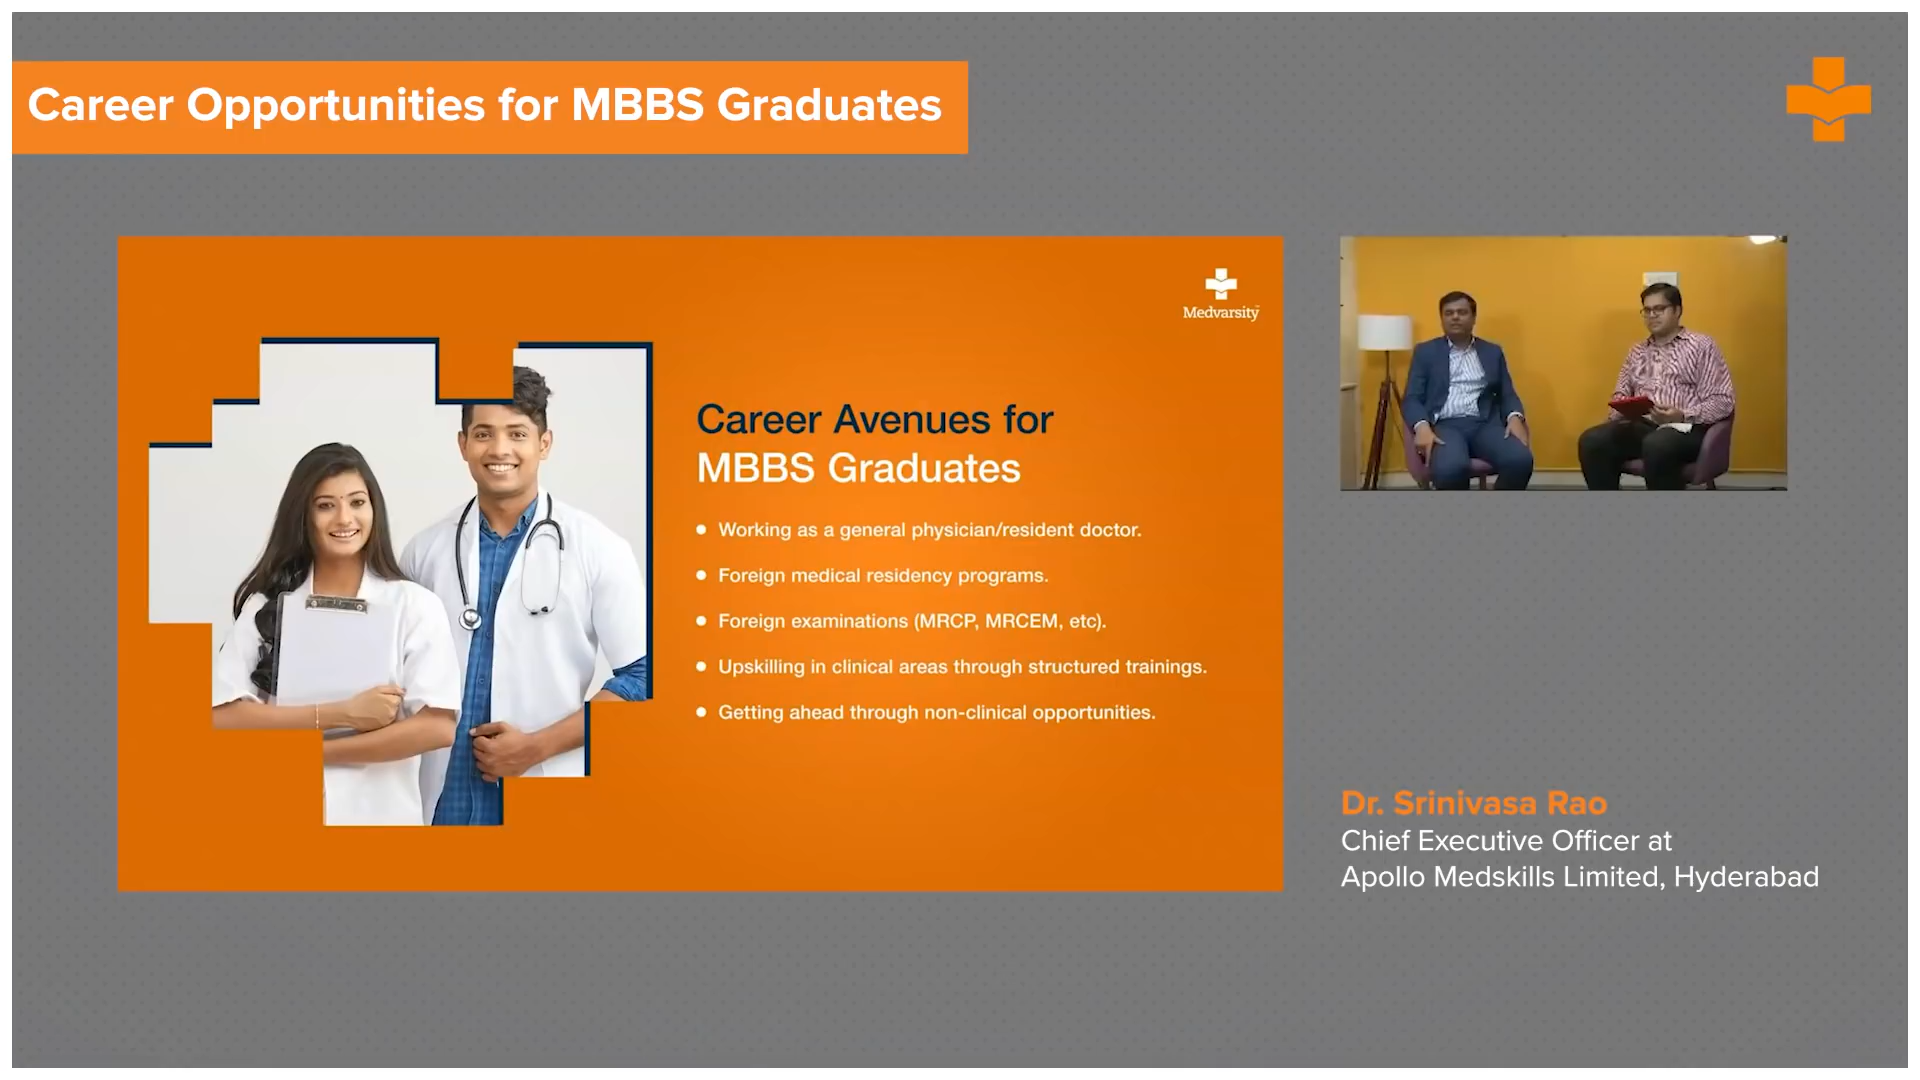 Career Opportunities for MBBS Graduates
Medvarsity
Career Avenues for
MBBS Graduates
• Working as a general physician/resident doctor.
• Foreign medical residency programs.
• Foreign examinations (MRCP, MRCEM, etc).
• Upskilling in clinical areas through structured trainings.
• Getting ahead through non-clinical opportunities.
Dr. Srinivasa Rao
Chief Executive Officer at
Apollo Medskills Limited, Hyderabad